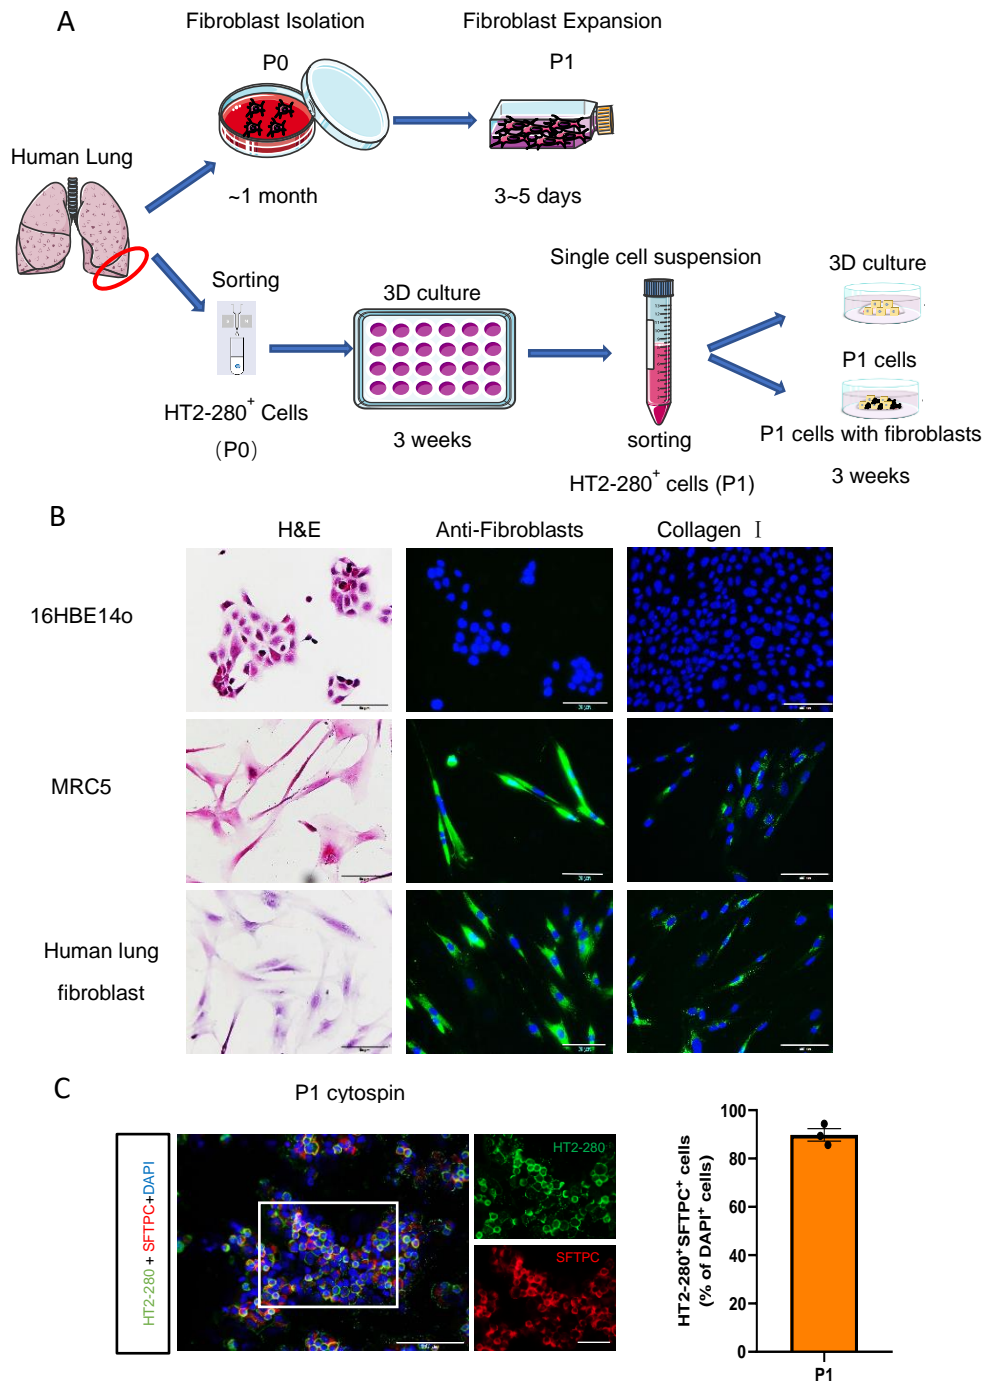 A
Fibroblast Isolation
Fibroblast Expansion
P0
P1
Human Lung
~1 month
3~5 days
Sorting
3D culture
Single cell suspension
3D culture
HT2-280+ Cells
(P0)
3 weeks
sorting
HT2-280+ cells (P1)
P1 cells
P1 cells with fibroblasts
3 weeks
B
H&E
Anti-Fibroblasts
Collagen Ⅰ
16HBE14o
MRC5
Human lung
fibroblast
C
P1 cytospin
HT2-280 + SFTPC+DAPI
HT2-280
SFTPC
HT2-280+SFTPC+ cells
(% of DAPI+ cells)
100
80
60
40
20
0
P1